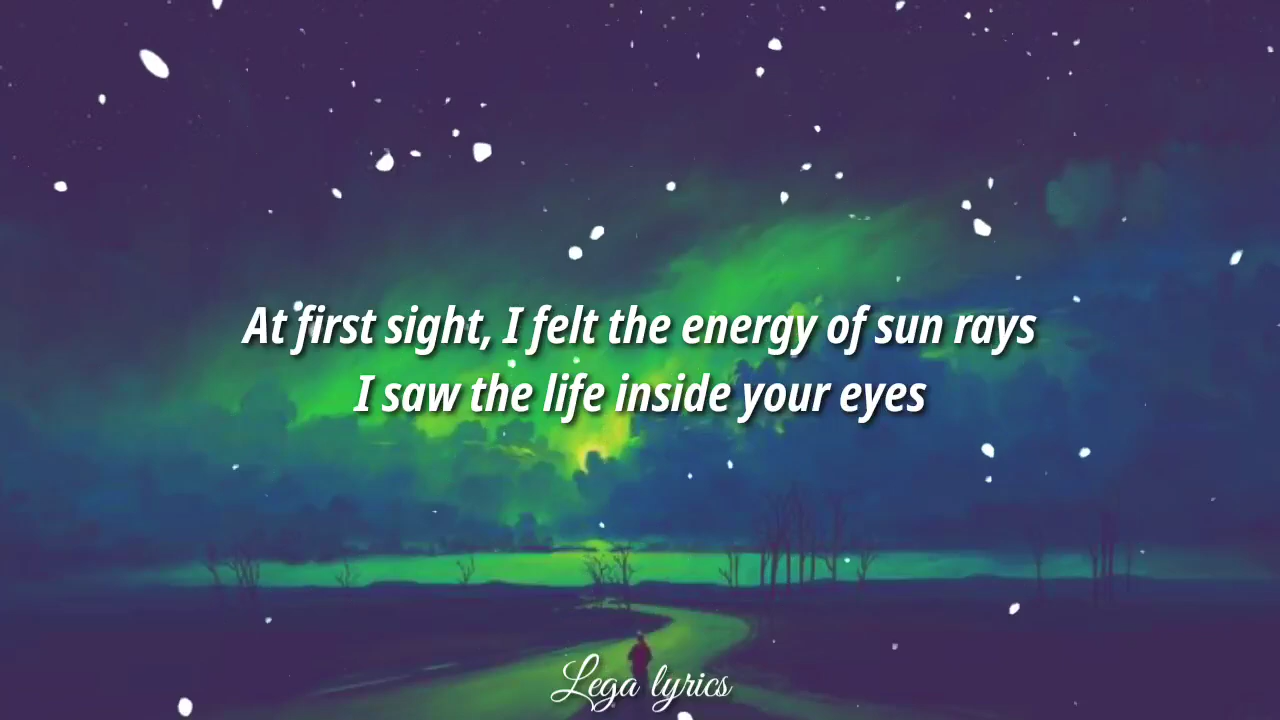 At first sight, I felt the energy of sun rays
I saw the life inside your eyes
Lega lyrics